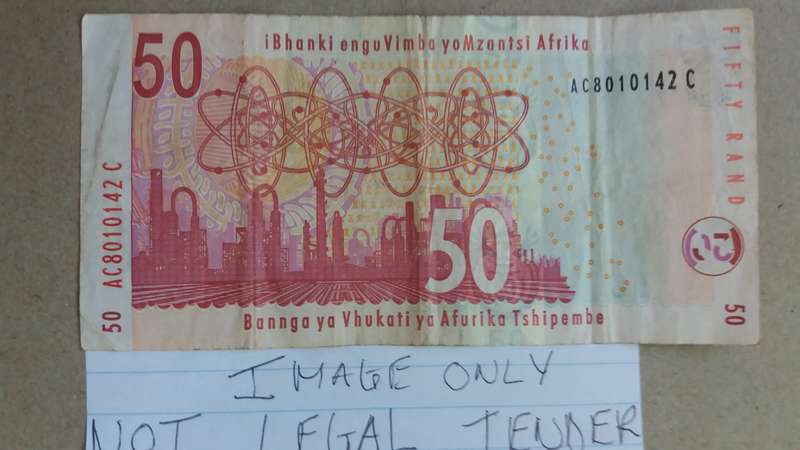 50
iBhanki enguVimba yoMzantsi Afrika
AC8010142 C
FIFTY RAND
50 AC8010142 C
50
50
Bannga ya Vhukati ya Afurika Tshipembe
IMAGE ONLY
NOT LEGAL TENDER